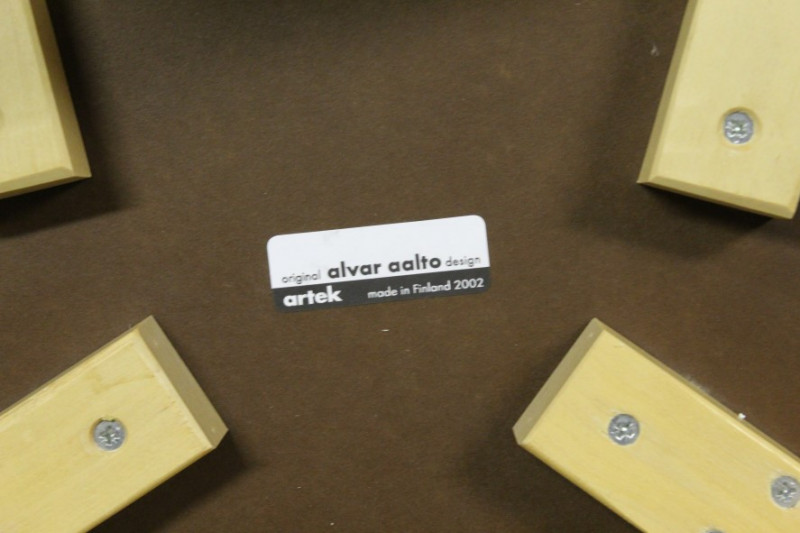 original alvar aalto design
artek made in Finland 2002